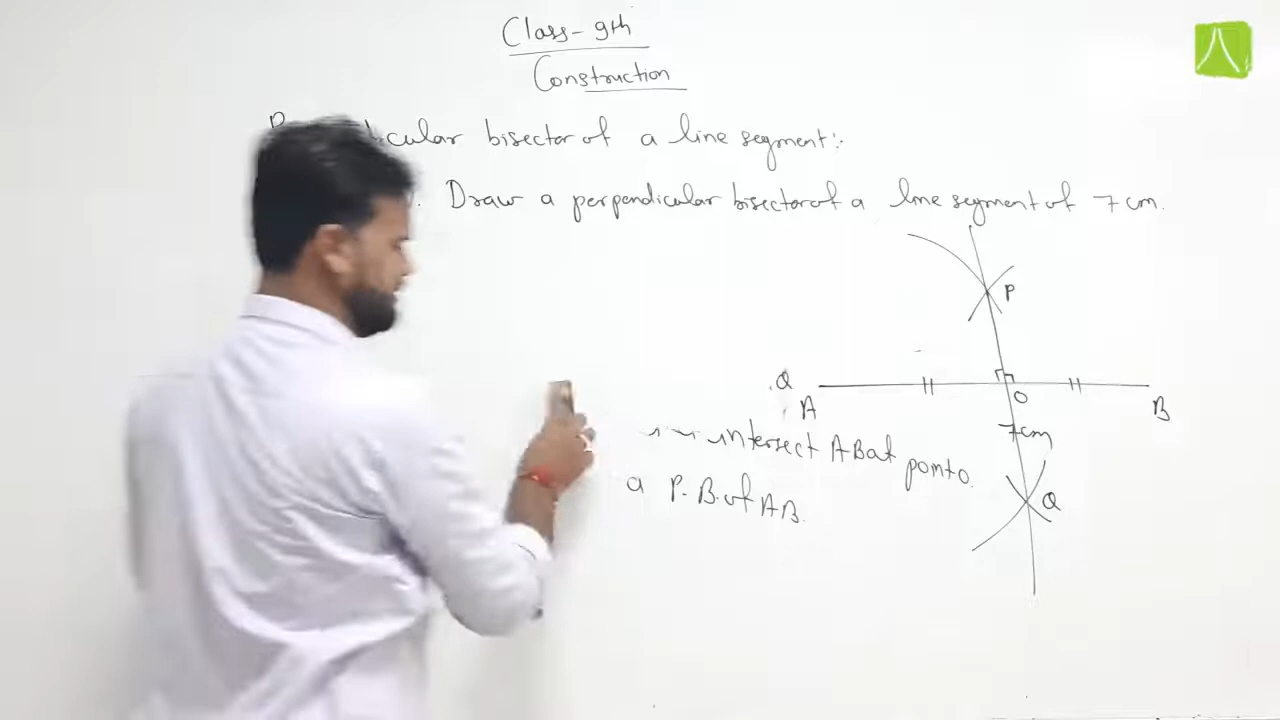 Class - 9th
Construction
bisector of a line segment:-
Draw a perpendicular bisector of a line segment of 7 cm.
P
Q
A
O
B
7cm
intersect AB at point O.
a P.B. of AB.
Q